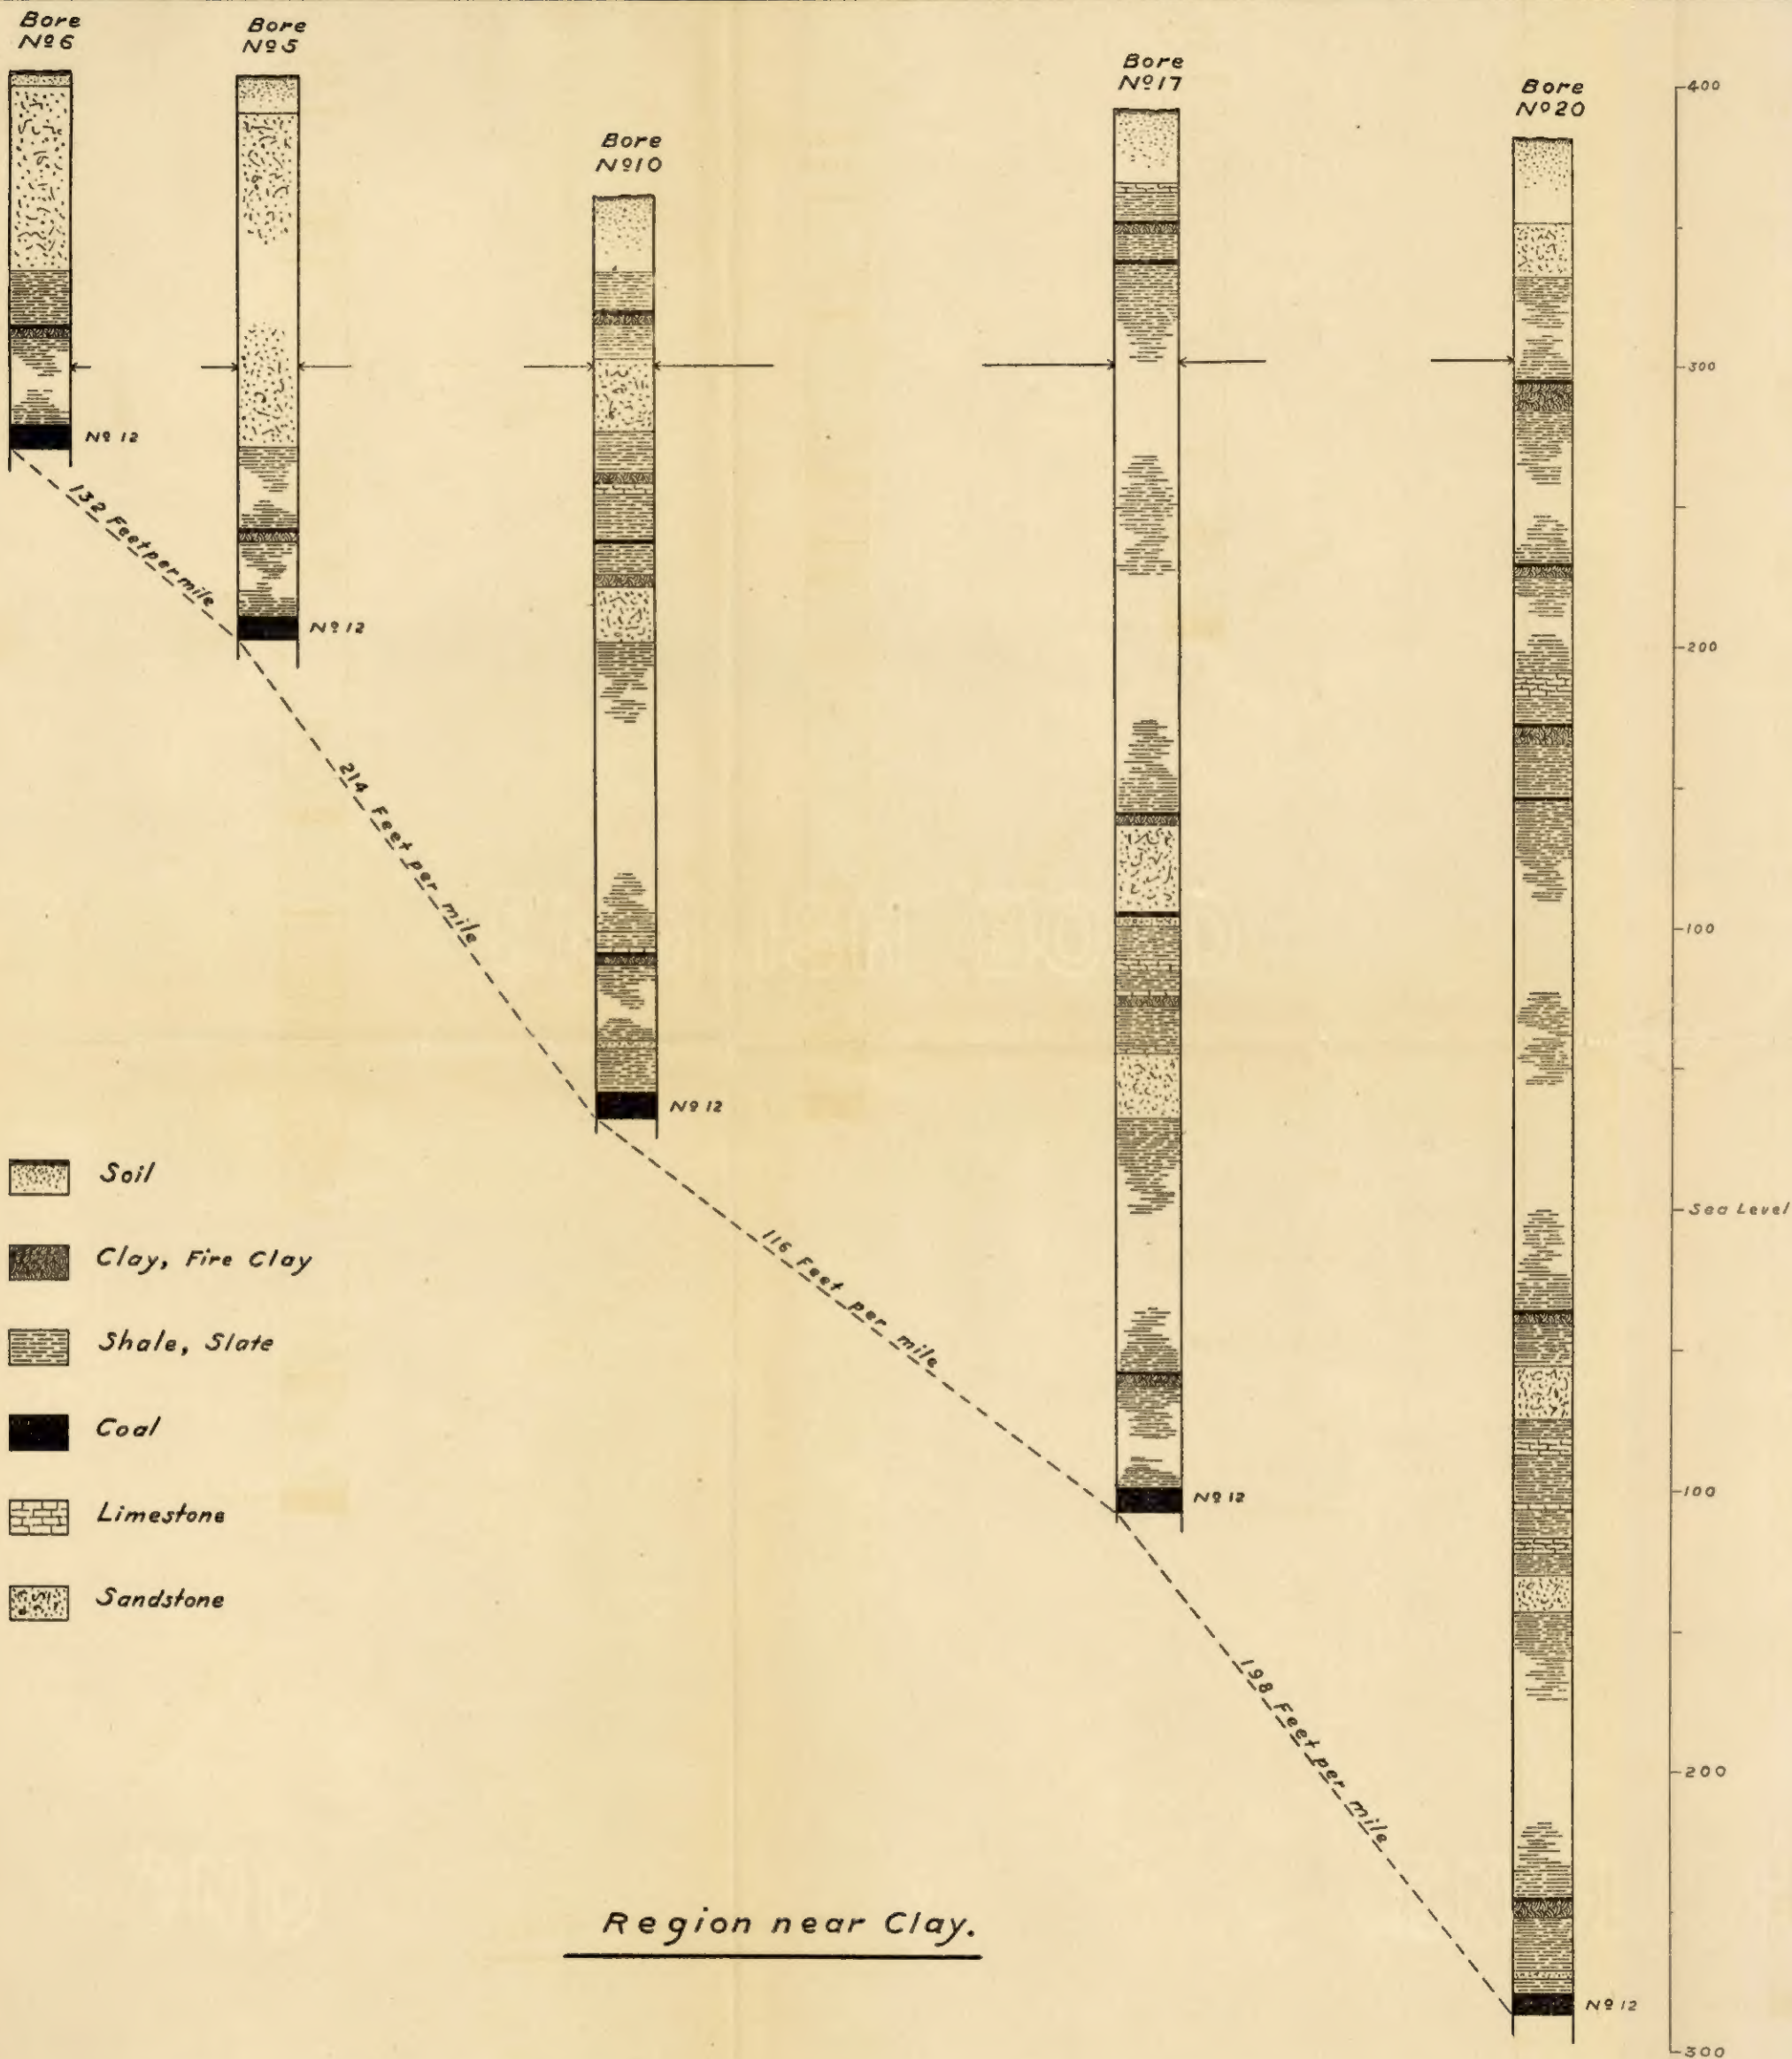 Bore
Nº 6
Bore
Nº 5
Bore
Nº 10
Bore
Nº 17
Bore
Nº 20
400
300
200
100
Sea Level
100
200
300
Nº 12
Nº 12
Nº 12
Nº 12
Nº 12
132 Feet per mile
214 Feet per mile
116 Feet per mile
198 Feet per mile
Soil
Clay, Fire Clay
Shale, Slate
Coal
Limestone
Sandstone
Region near Clay.